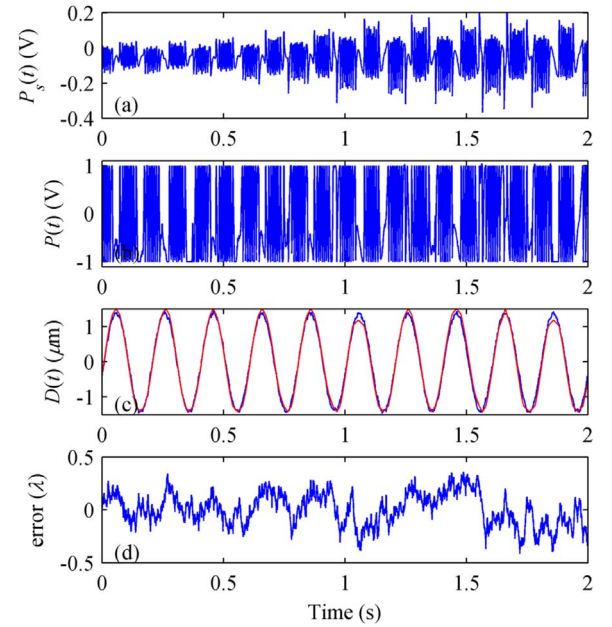 0.2
0
-0.2
-0.4
P_s(t) (V)
(a)
0 0.5 1 1.5 2
1
0
-1
P(t) (V)
(b)
0 0.5 1 1.5 2
1
0
-1
D(t) (μm)
(c)
0 0.5 1 1.5 2
0.5
0
-0.5
error (λ)
(d)
0 0.5 1 1.5 2
Time (s)